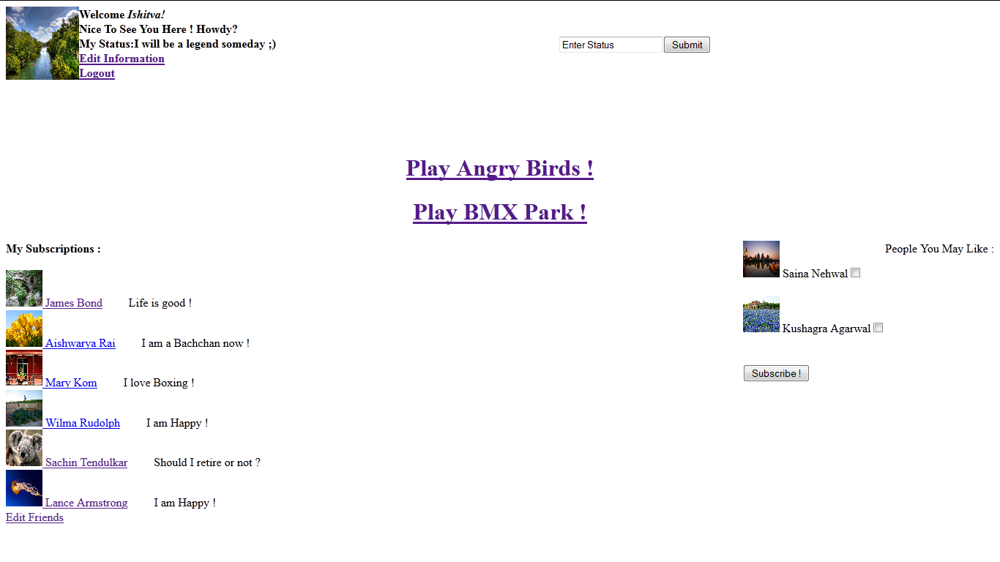 Welcome Ishitva!
Nice To See You Here ! Howdy?
My Status:I will be a legend someday ;)
Edit Information
Logout
Enter Status Submit
Play Angry Birds !
Play BMX Park !
My Subscriptions :
James Bond Life is good !
Aishwarya Rai I am a Bachchan now !
Mary Kom I love Boxing !
Wilma Rudolph I am Happy !
Sachin Tendulkar Should I retire or not ?
Lance Armstrong I am Happy !
Edit Friends
People You May Like :
Saina Nehwal
Kushagra Agarwal
Subscribe !